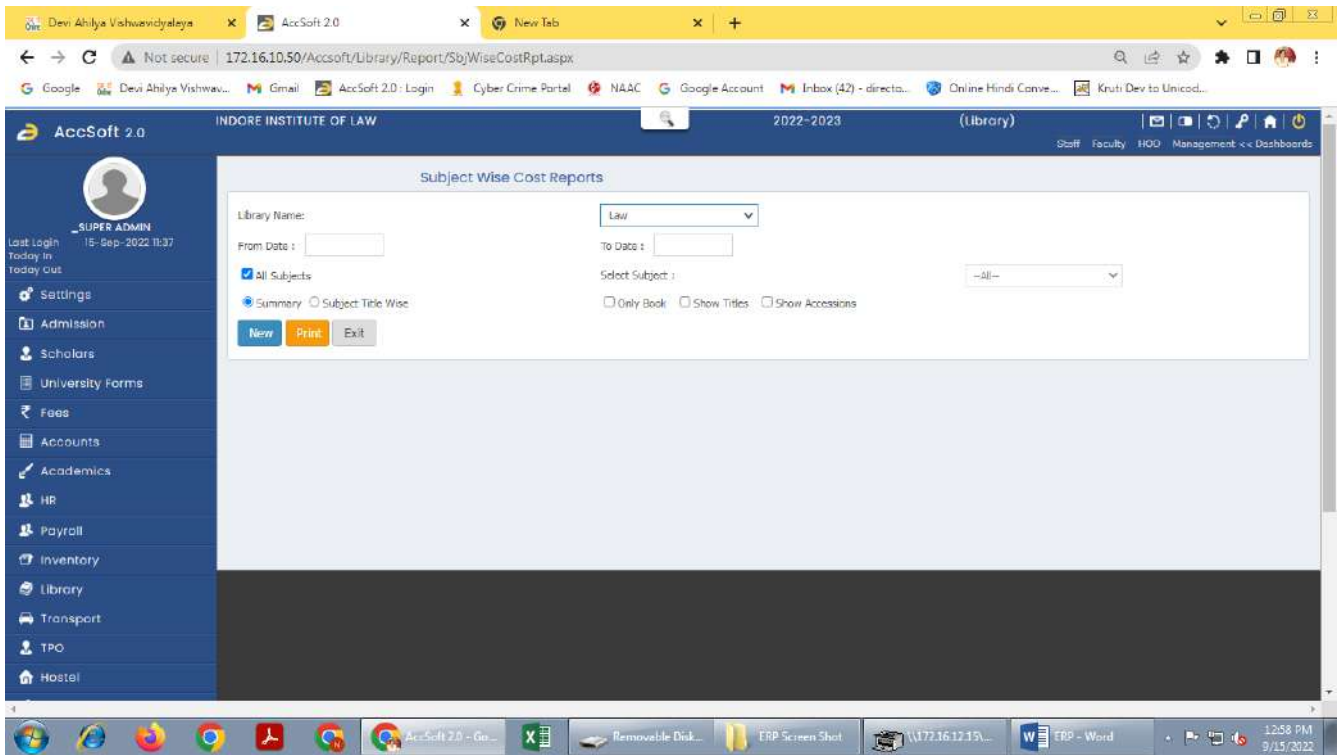 Devi Ahilya Vishwavidyalaya
AccSoft 2.0
New Tab
Not secure 172.16.10.50/Accsoft/Library/Report/SbjWiseCostRpt.aspx
Google
Devi Ahilya Vishwav...
Gmail
AccSoft 2.0 : Login
Cyber Crime Portal
NAAC
Google Account
Inbox (42) - directo...
Online Hindi Conve...
Kruti Dev to Unicod...
AccSoft 2.0
INDORE INSTITUTE OF LAW
2022-2023
(Library)
Staff Faculty HOD Management << Dashboards
_SUPER ADMIN
Last Login 15-Sep-2022 11:37
Today In
Today Out
Settings
Admission
Scholars
University Forms
₹ Fees
Accounts
Academics
HR
Payroll
Inventory
Library
Transport
TPO
Hostel
Subject Wise Cost Reports
Library Name: Law
From Date : To Date :
All Subjects Select Subject : --All--
Summary Subject Title Wise Only Book Show Titles Show Accessions
New Print Exit
AccSoft 2.0 - Go...
Removable Disk...
ERP Screen Shot
\\172.16.12.15\...
ERP - Word
12:58 PM
9/15/2022